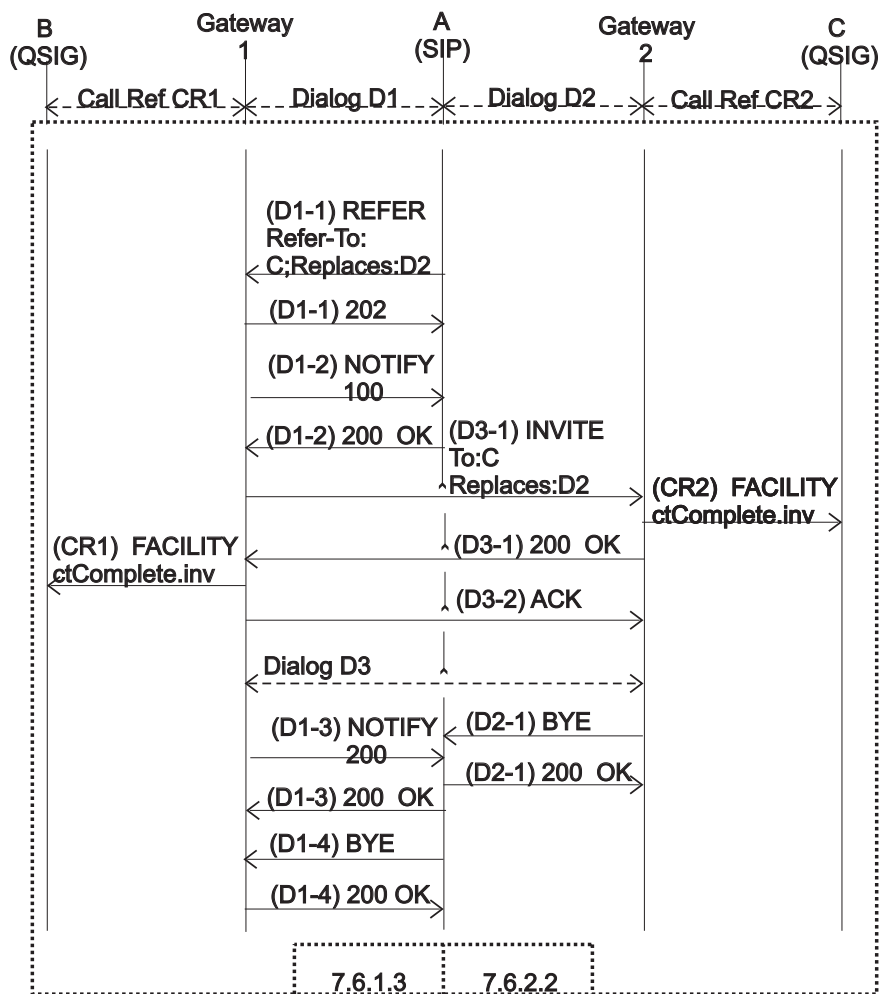 B
(QSIG)
Gateway
1
A
(SIP)
Gateway
2
C
(QSIG)
Call Ref CR1
Dialog D1
Dialog D2
Call Ref CR2
(D1-1) REFER
Refer-To:
C;Replaces:D2
(D1-1) 202
(D1-2) NOTIFY
100
(D1-2) 200 OK
(D3-1) INVITE
To:C
Replaces:D2
(CR2) FACILITY
ctComplete.inv
(D3-1) 200 OK
(CR1) FACILITY
ctComplete.inv
(D3-2) ACK
Dialog D3
(D1-3) NOTIFY
200
(D2-1) BYE
(D2-1) 200 OK
(D1-3) 200 OK
(D1-4) BYE
(D1-4) 200 OK
7.6.1.3
7.6.2.2